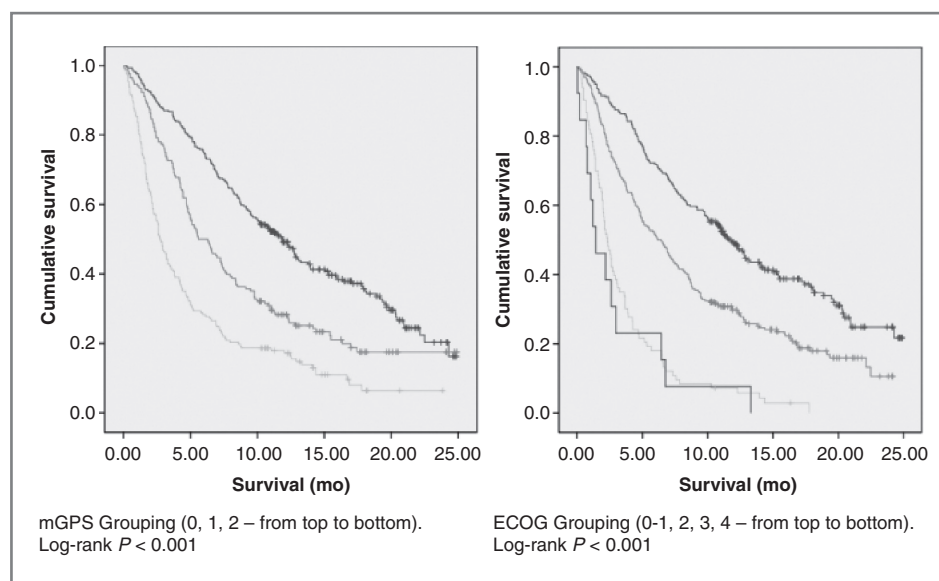 1.0
0.8
0.6
0.4
0.2
0.0
Cumulative survival
0.00 5.00 10.00 15.00 20.00 25.00
Survival (mo)
mGPS Grouping (0, 1, 2 – from top to bottom).
Log-rank P < 0.001
1.0
0.8
0.6
0.4
0.2
0.0
Cumulative survival
0.00 5.00 10.00 15.00 20.00 25.00
Survival (mo)
ECOG Grouping (0-1, 2, 3, 4 – from top to bottom).
Log-rank P < 0.001